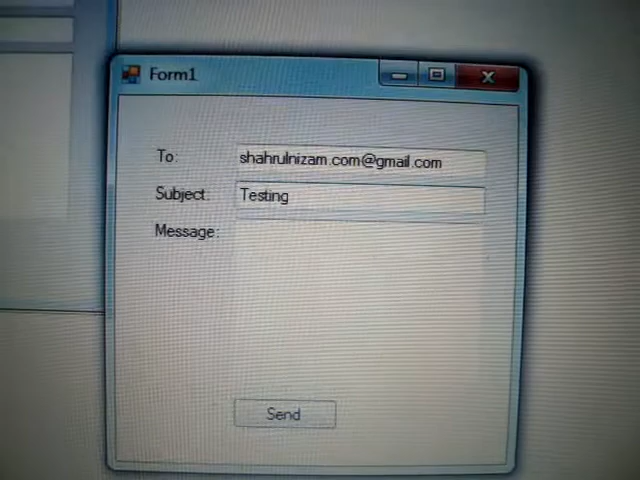 Form1
To: shahrulnizam.com@gmail.com
Subject: Testing
Message:
Send